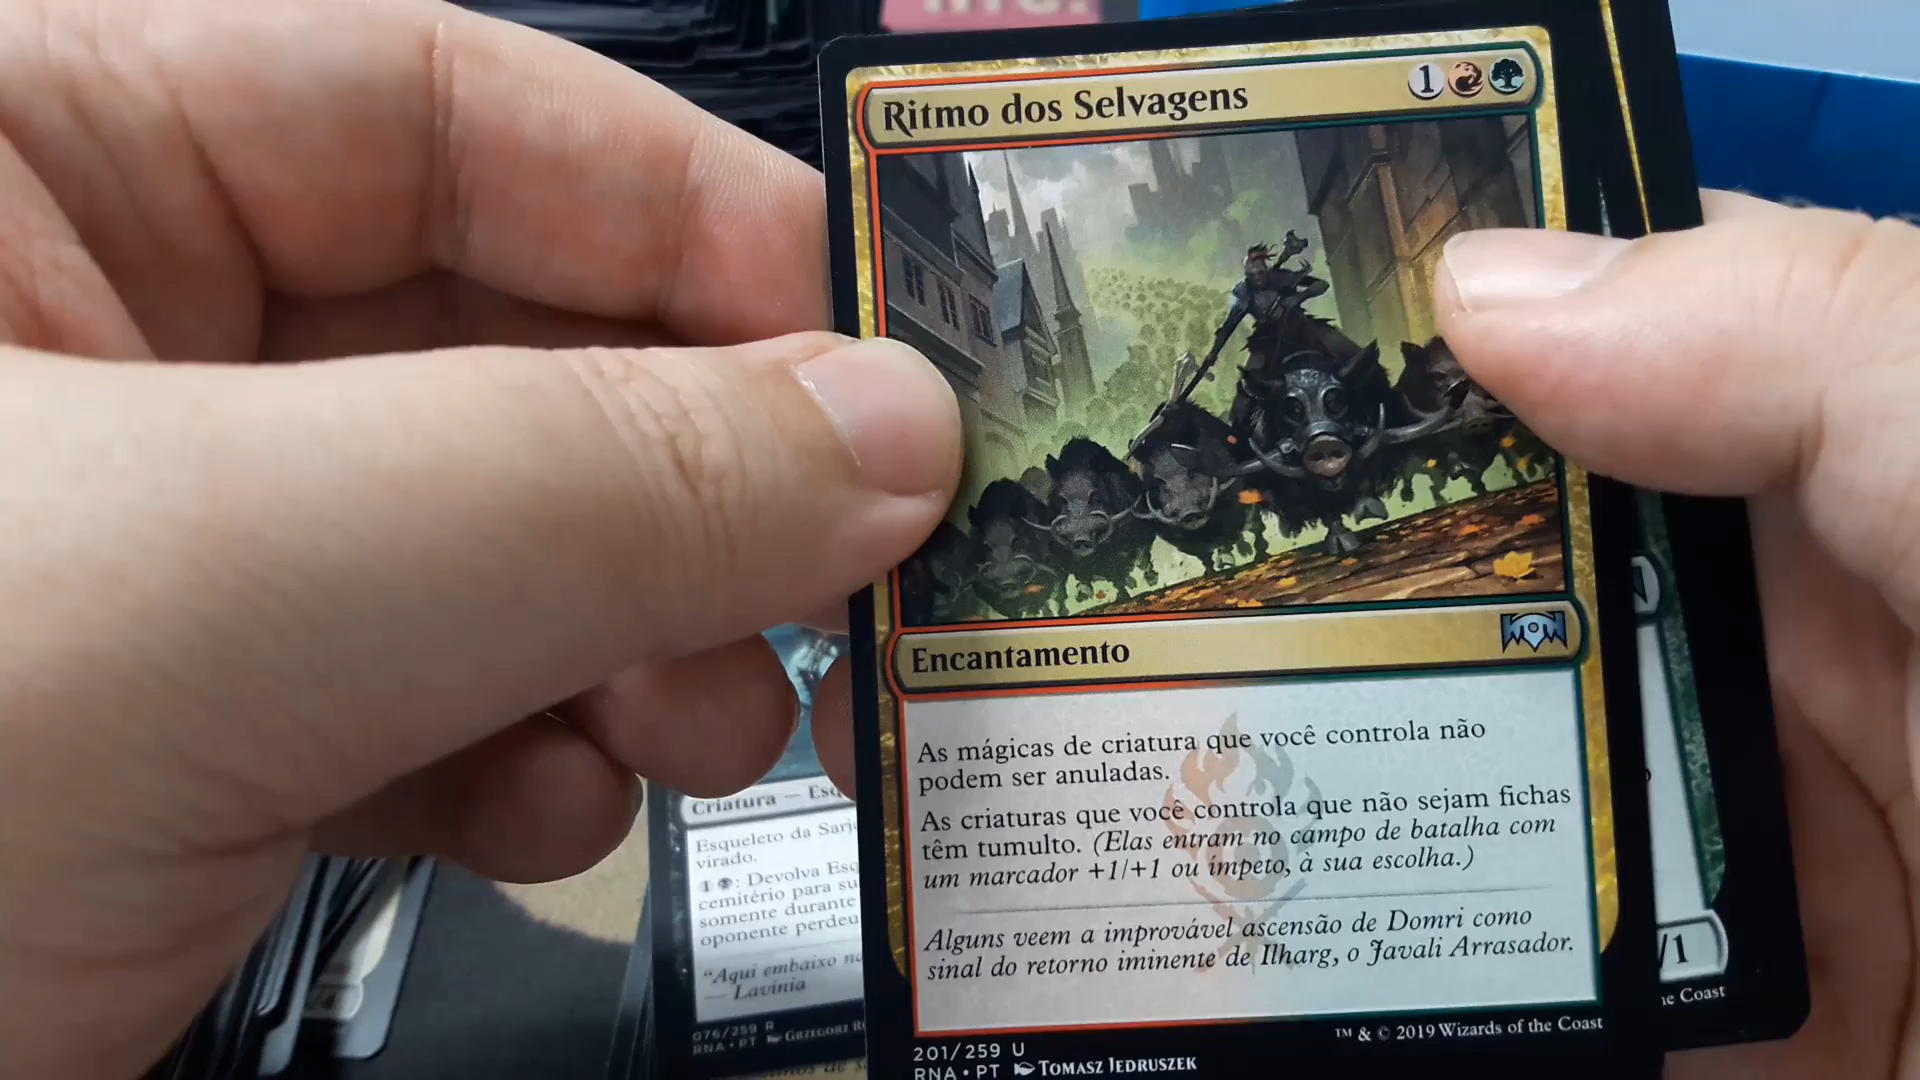 Ritmo dos Selvagens
1
Encantamento
As mágicas de criatura que você controla não
podem ser anuladas.
As criaturas que você controla que não sejam fichas
têm tumulto. (Elas entram no campo de batalha com
um marcador +1/+1 ou ímpeto, à sua escolha.)
Alguns veem a improvável ascensão de Domri como
sinal do retorno iminente de Ilharg, o Javali Arrasador.
201/259 U
RNA • PT TOMASZ JEDRUSZEK
™ & © 2019 Wizards of the Coast
Criatura —
Esqueleto da
virado.
1 : Devolva
cemitério para
somente durante
oponente perdeu
"Aqui embaixo
— Lavínia
076/259 R
RNA • PT GRZEGORZ
/1
Coast